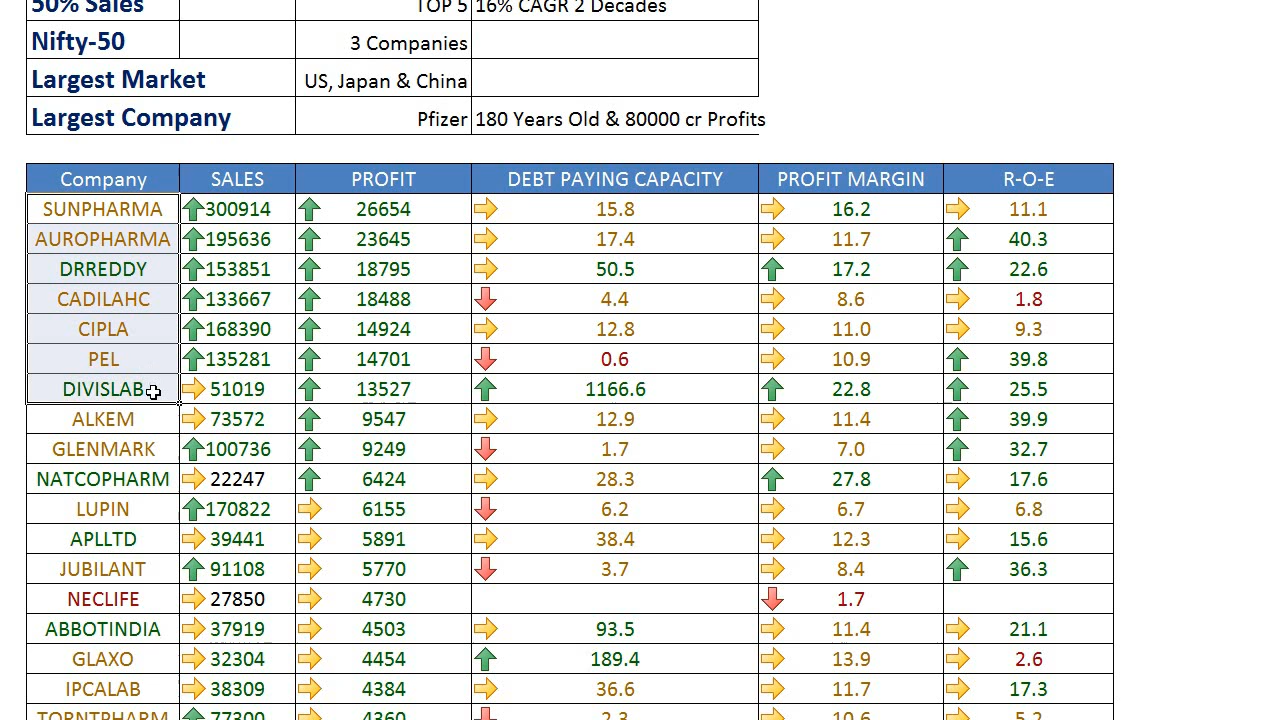 50% Sales TOP 5 16% CAGR 2 Decades
Nifty-50 3 Companies
Largest Market US, Japan & China
Largest Company Pfizer 180 Years Old & 80000 cr Profits
Company SALES PROFIT DEBT PAYING CAPACITY PROFIT MARGIN R-O-E
SUNPHARMA 300914 26654 15.8 16.2 11.1
AUROPHARMA 195636 23645 17.4 11.7 40.3
DRREDDY 153851 18795 50.5 17.2 22.6
CADILAHC 133667 18488 4.4 8.6 1.8
CIPLA 168390 14924 12.8 11.0 9.3
PEL 135281 14701 0.6 10.9 39.8
DIVISLAB 51019 13527 1166.6 22.8 25.5
ALKEM 73572 9547 12.9 11.4 39.9
GLENMARK 100736 9249 1.7 7.0 32.7
NATCOPHARM 22247 6424 28.3 27.8 17.6
LUPIN 170822 6155 6.2 6.7 6.8
APLLTD 39441 5891 38.4 12.3 15.6
JUBILANT 91108 5770 3.7 8.4 36.3
NECLIFE 27850 4730 1.7
ABBOTINDIA 37919 4503 93.5 11.4 21.1
GLAXO 32304 4454 189.4 13.9 2.6
IPCALAB 38309 4384 36.6 11.7 17.3
TORNTPHARM 77300 4360 2.3 10.6 5.2